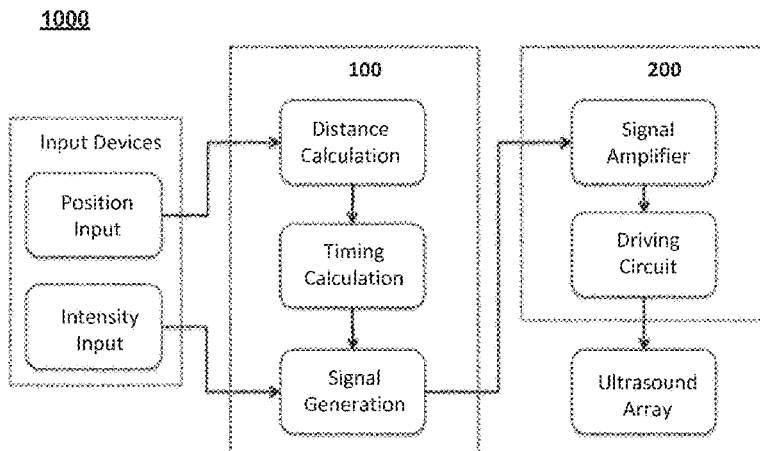 1000
Input Devices
Position
Input
Intensity
Input
100
Distance
Calculation
Timing
Calculation
Signal
Generation
200
Signal
Amplifier
Driving
Circuit
Ultrasound
Array